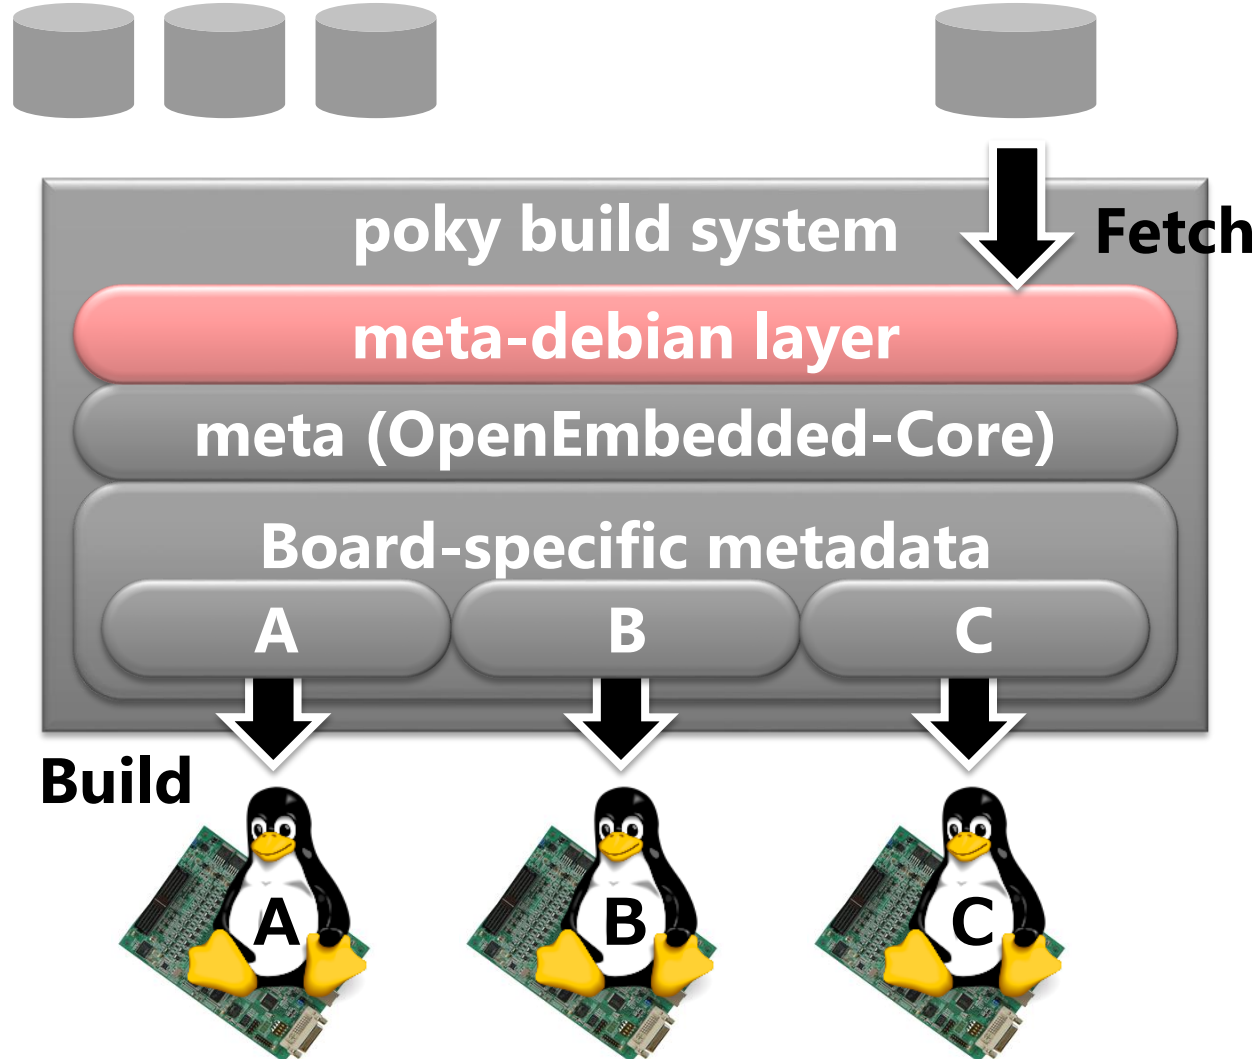 poky build system
Fetch
meta-debian layer
meta (OpenEmbedded-Core)
Board-specific metadata
A
B
C
Build
A
B
C